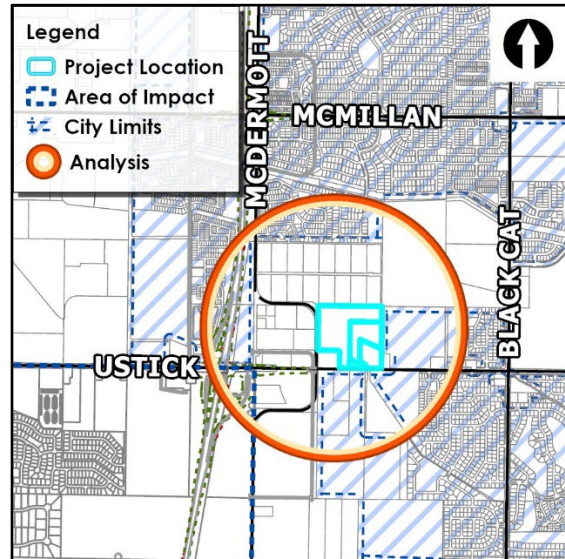 Legend
Project Location
Area of Impact
City Limits
Analysis
MCDERMOTT
MCMILLAN
BLACK CAT
USTICK